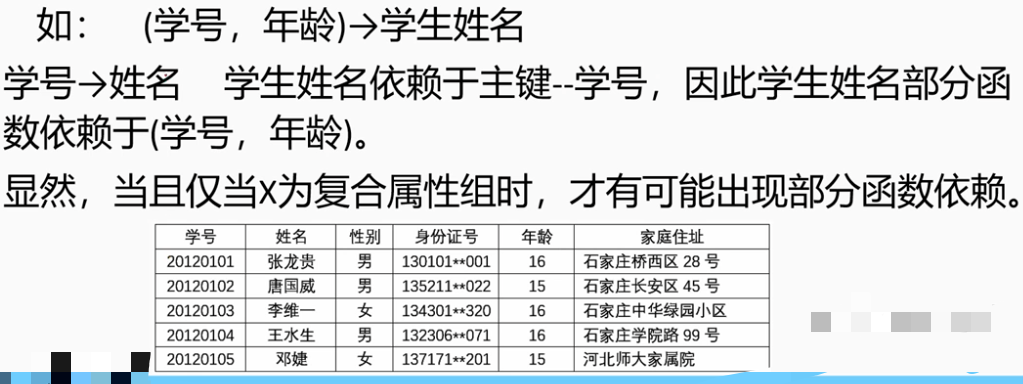 如： (学号，年龄)→学生姓名
学号→姓名 学生姓名依赖于主键--学号，因此学生姓名部分函
数依赖于(学号，年龄)。
显然，当且仅当X为复合属性组时，才有可能出现部分函数依赖。
学号 姓名 性别 身份证号 年龄 家庭住址
20120101 张龙贵 男 130101**001 16 石家庄桥西区 28 号
20120102 唐国威 男 135211**022 15 石家庄长安区 45 号
20120103 李维一 女 134301**320 16 石家庄中华绿园小区
20120104 王水生 男 132306**071 16 石家庄学院路 99 号
20120105 邓婕 女 137171**201 15 河北师大家属院